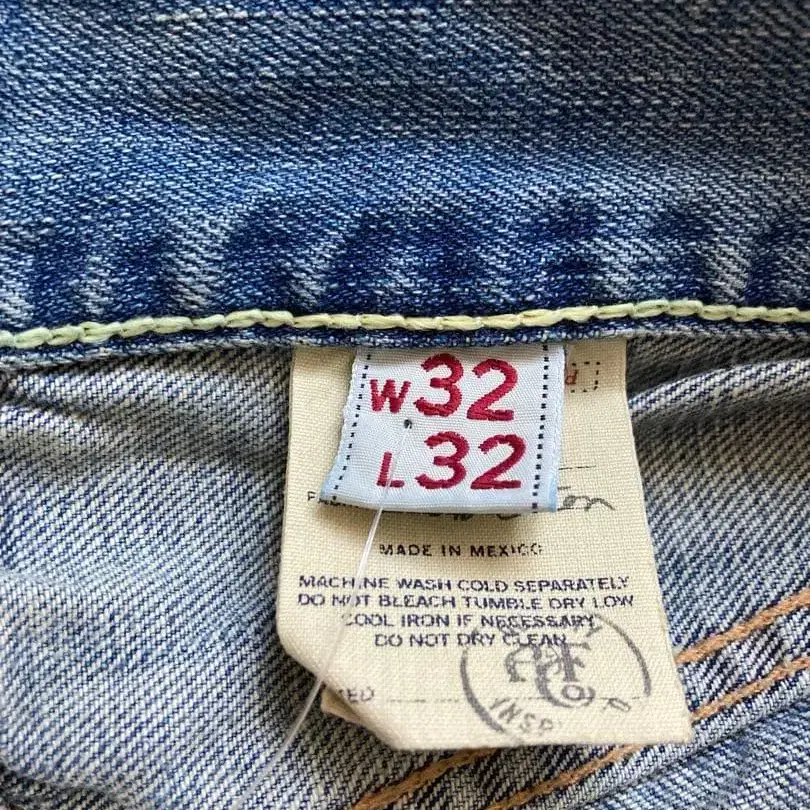 W32
L32
MADE IN MEXICO
MACHINE WASH COLD SEPARATELY
DO NOT BLEACH TUMBLE DRY LOW
COOL IRON IF NECESSARY
DO NOT DRY CLEAN